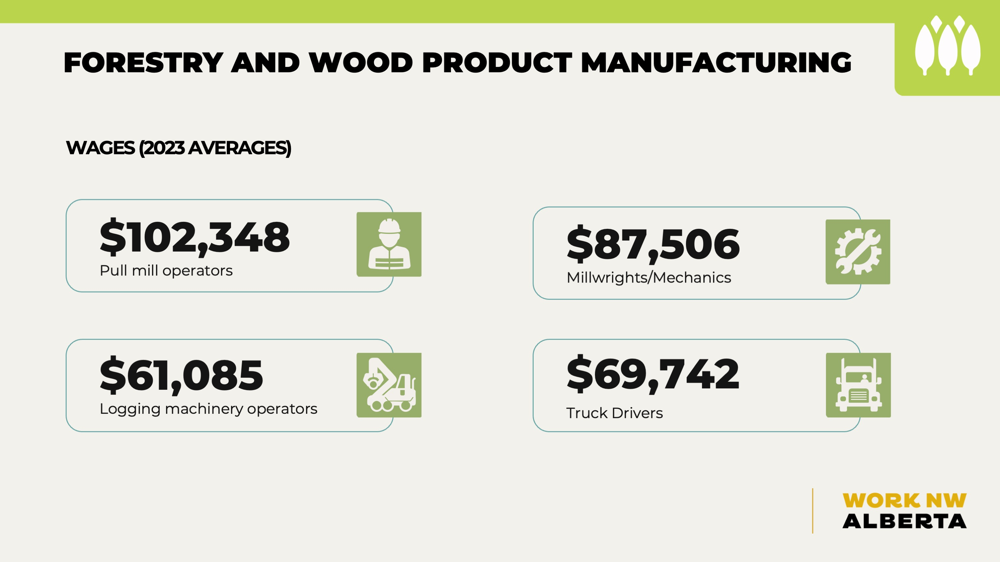 FORESTRY AND WOOD PRODUCT MANUFACTURING
WAGES (2023 AVERAGES)
$102,348
Pull mill operators
$87,506
Millwrights/Mechanics
$61,085
Logging machinery operators
$69,742
Truck Drivers
WORK NW
ALBERTA